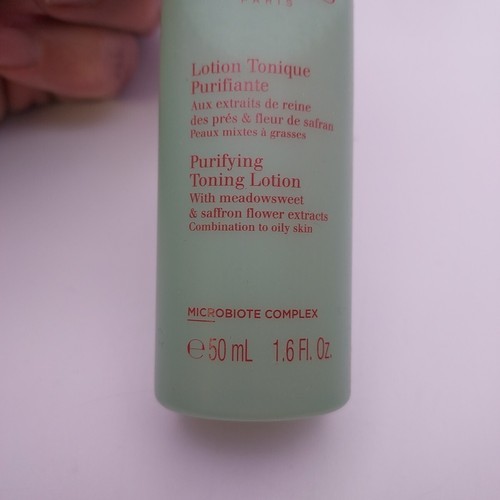 PARIS
Lotion Tonique
Purifiante
Aux extraits de reine
des prés & fleur de safran
Peaux mixtes à grasses
Purifying
Toning Lotion
With meadowsweet
& saffron flower extracts
Combination to oily skin
MICROBIOTE COMPLEX
℮ 50 mL 1.6 Fl. Oz.